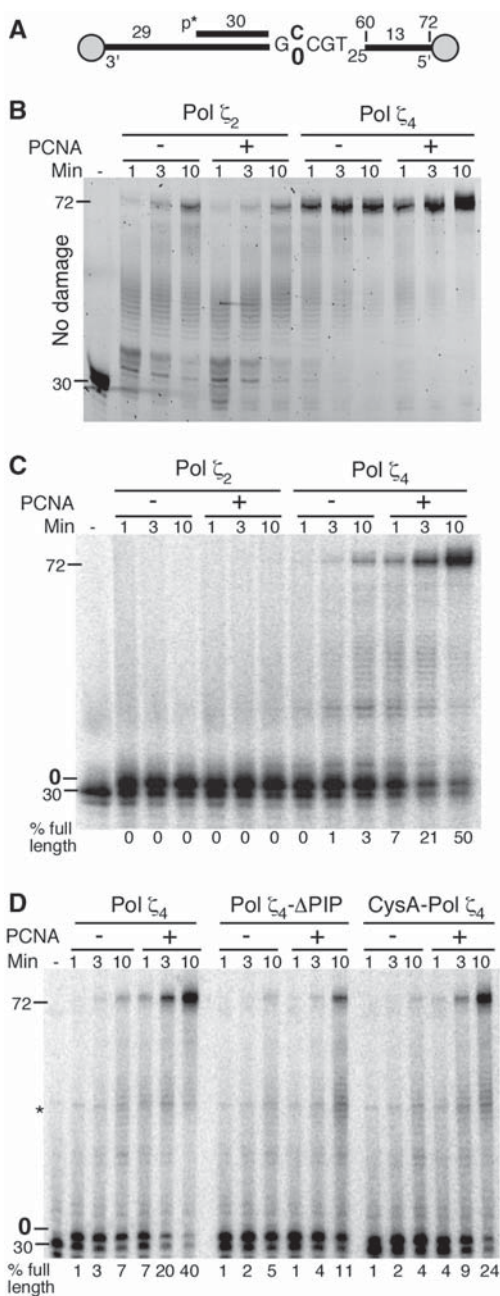 A
p*
30
29
60
72
G C CGT 25
13
0
3'
5'
B
Pol ζ2
Pol ζ4
PCNA
- + - +
Min
- 1 3 10 1 3 10 1 3 10 1 3 10
72
No damage
30
C
Pol ζ2
Pol ζ4
PCNA
- + - +
Min
- 1 3 10 1 3 10 1 3 10 1 3 10
72
0
30
% full length
0 0 0 0 0 0 0 1 3 7 21 50
D
Pol ζ4
Pol ζ4-ΔPIP
CysA-Pol ζ4
PCNA
- + - + - +
Min
- 1 3 10 1 3 10 1 3 10 1 3 10 1 3 10 1 3 10
72
*
0
30
% full length
1 3 7 7 20 40 1 2 5 1 4 11 1 2 4 4 9 24